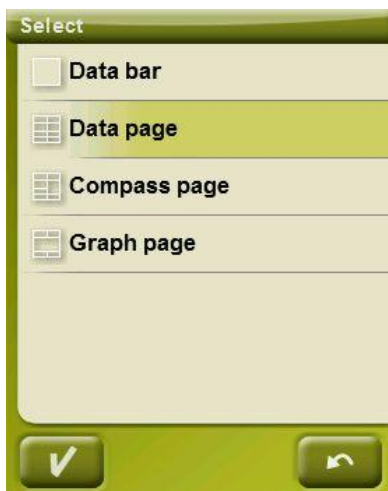 Select
Data bar
Data page
Compass page
Graph page